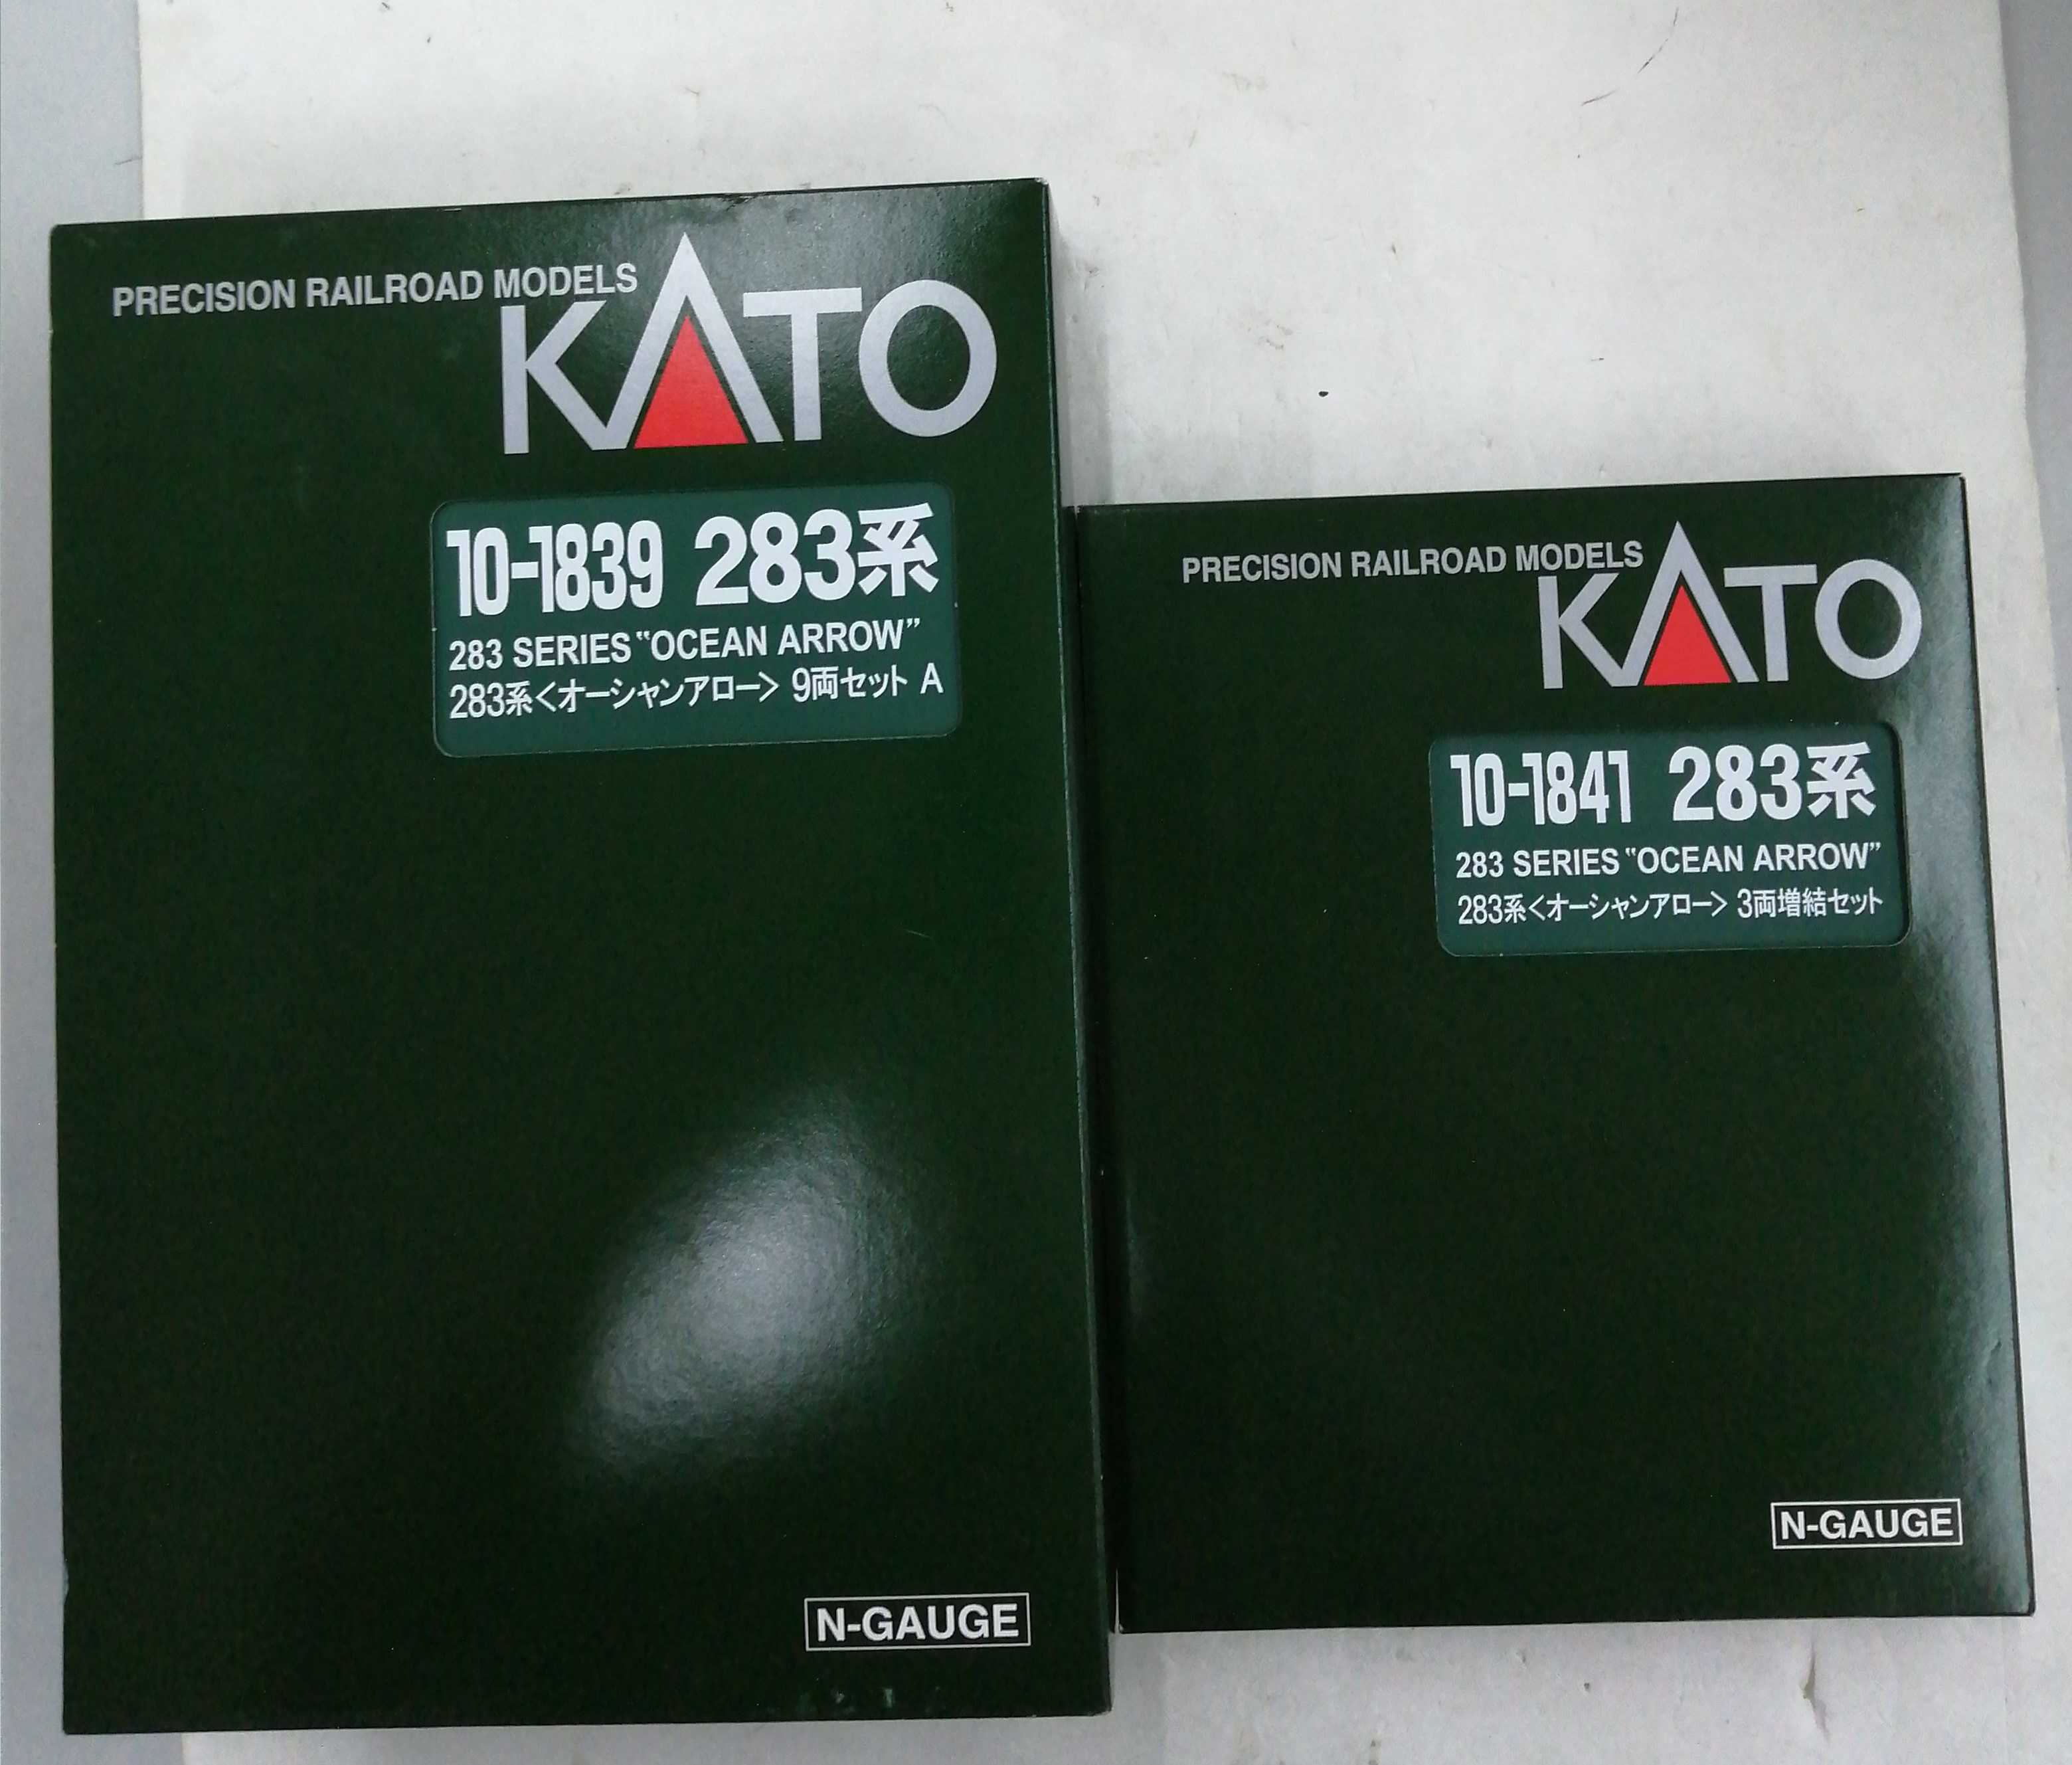 PRECISION RAILROAD MODELS
KATO
10-1839 283系
283 SERIES "OCEAN ARROW"
283系<オーシャンアロー> 9両セット A
N-GAUGE
PRECISION RAILROAD MODELS
KATO
10-1841 283系
283 SERIES "OCEAN ARROW"
283系<オーシャンアロー> 3両増結セット
N-GAUGE